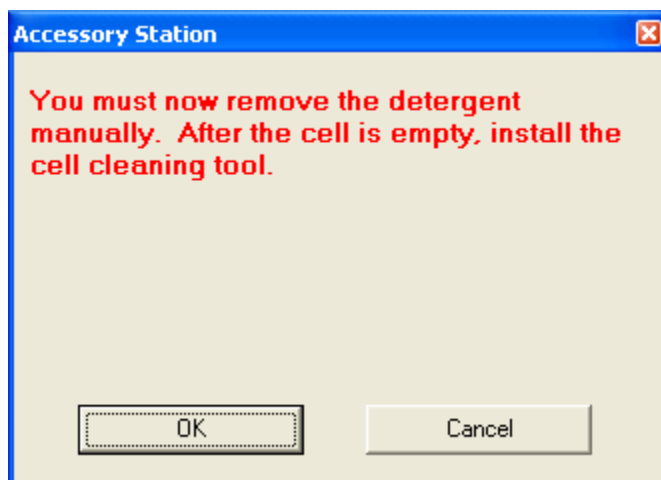 Accessory Station
You must now remove the detergent
manually.  After the cell is empty, install the
cell cleaning tool.
OK
Cancel